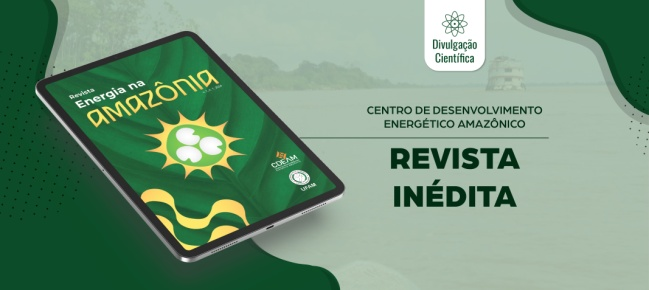 Divulgação
Científica
Revista
Energia na
AMAZÔNIA
CDEAM
UFAM
CENTRO DE DESENVOLVIMENTO
ENERGÉTICO AMAZÔNICO
REVISTA
INÉDITA